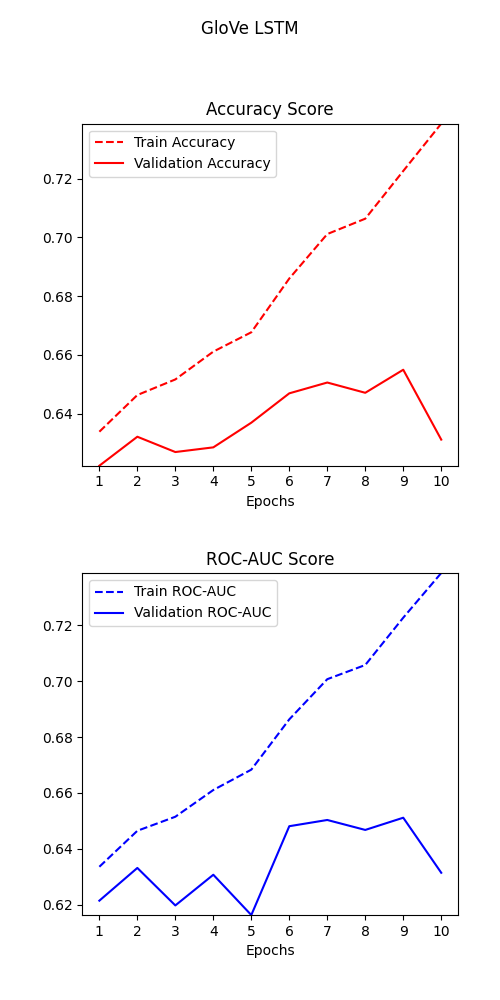 GloVe LSTM
Accuracy Score
Train Accuracy
Validation Accuracy
0.72
0.70
0.68
0.66
0.64
1 2 3 4 5 6 7 8 9 10
Epochs
ROC-AUC Score
Train ROC-AUC
Validation ROC-AUC
0.72
0.70
0.68
0.66
0.64
0.62
1 2 3 4 5 6 7 8 9 10
Epochs